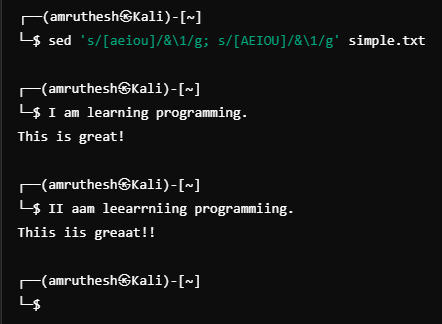 ┌──(amruthesh㉿Kali)-[~]
└─$ sed 's/[aeiou]/&\1/g; s/[AEIOU]/&\1/g' simple.txt
┌──(amruthesh㉿Kali)-[~]
└─$ I am learning programming.
This is great!
┌──(amruthesh㉿Kali)-[~]
└─$ II aam leearrniing programmiing.
Thiis iis greaat!!
┌──(amruthesh㉿Kali)-[~]
└─$